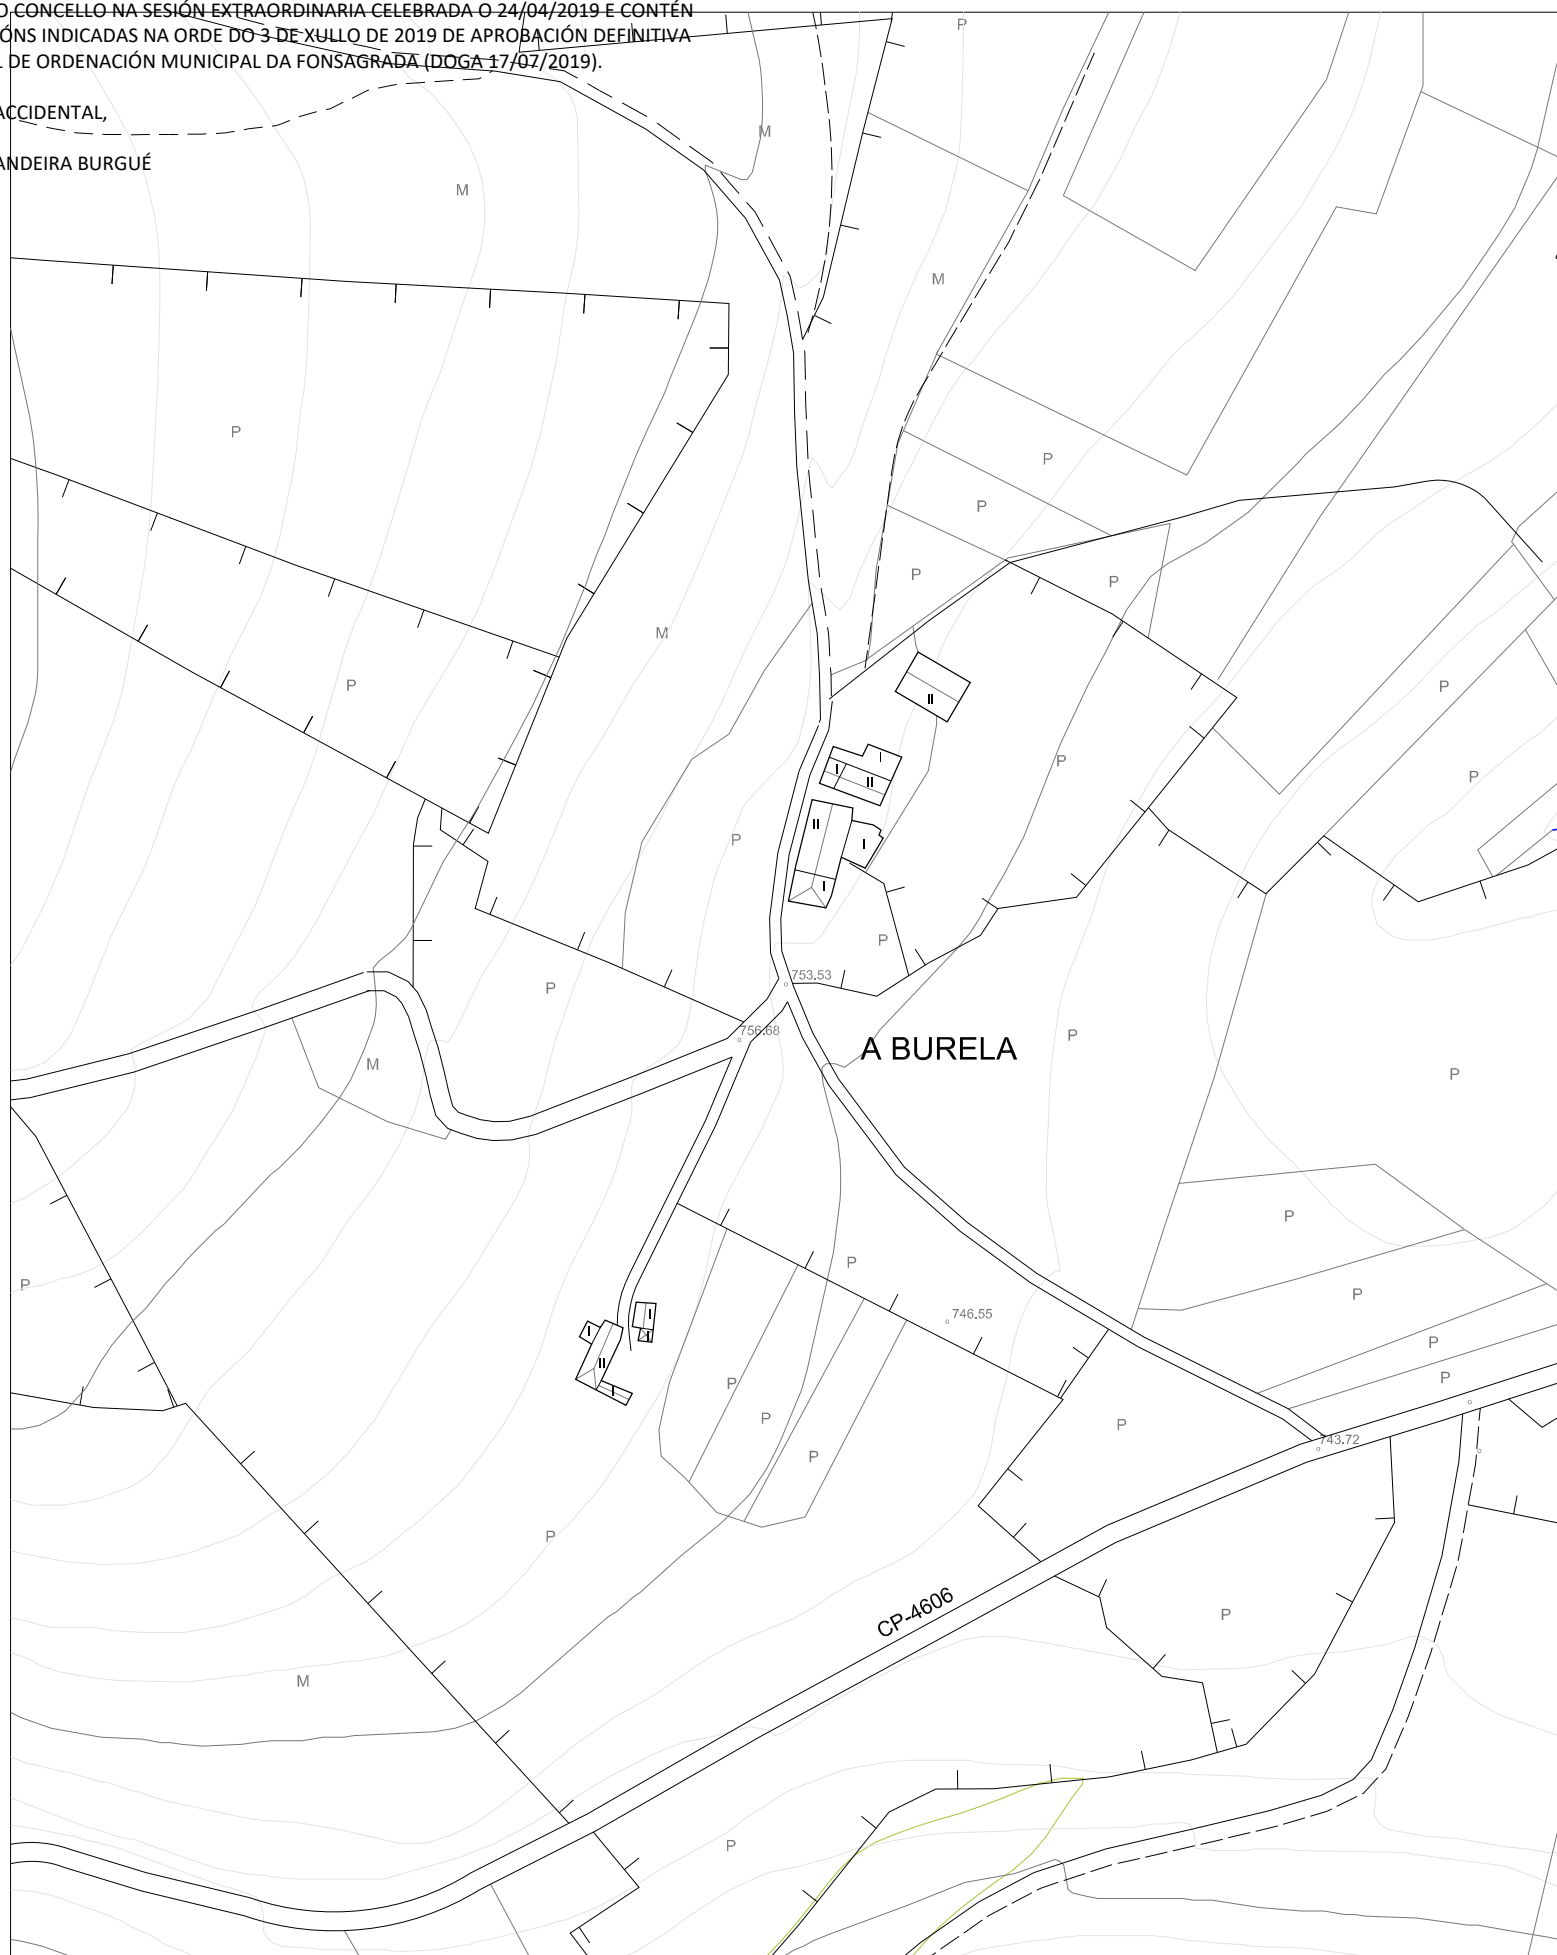 O CONCELLO NA SESIÓN EXTRAORDINARIA CELEBRADA O 24/04/2019 E CONTÉN
ÓNS INDICADAS NA ORDE DO 3 DE XULLO DE 2019 DE APROBACIÓN DEFINITIVA
L DE ORDENACIÓN MUNICIPAL DA FONSAGRADA (DOGA 17/07/2019).
ACCIDENTAL,
ANDEIRA BURGUÉ
P
M
M
M
P
P
P
P
P
M
P
P
P
II
P
P
I
I
II
II
I
I
P
P
753.53
P
756.68
A BURELA
P
M
P
P
P
P
P
746.55
I
I
I
II
I
P
P
P
P
P
P
P
743.72
P
CP-4606
P
M
P